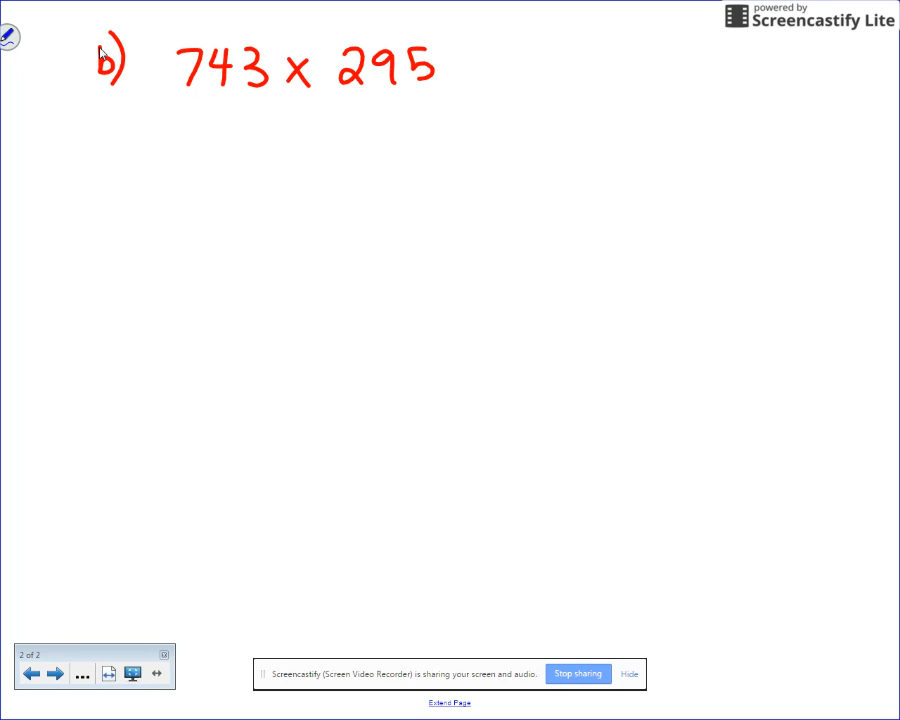 powered by
Screencastify Lite
b) 743 x 295
2 of 2
...
Screencastify (Screen Video Recorder) is sharing your screen and audio.
Stop sharing
Hide
Extend Page